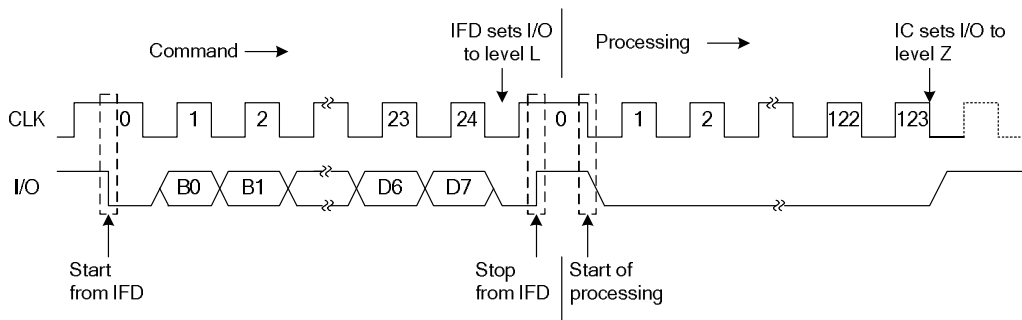 Command
IFD sets I/O
to level L
Processing
IC sets I/O to
level Z
CLK
0 1 2 23 24 0 1 2 122 123
I/O
B0 B1 D6 D7
Start
from IFD
Stop
from IFD
Start of
processing